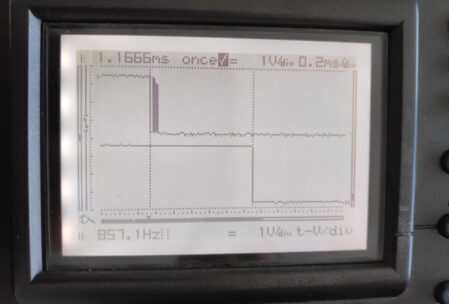 1.1666ms once = 1V/div 0.2ms/div
857.1Hz = 1V/div t-V/div